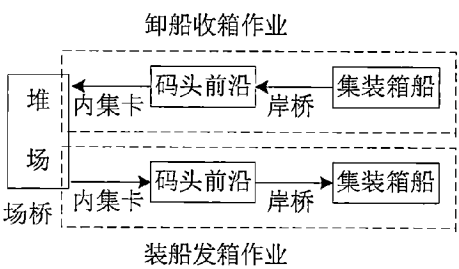 卸船收箱作业
堆场
码头前沿
集装箱船
内集卡
岸桥
码头前沿
集装箱船
内集卡
岸桥
场桥
装船发箱作业